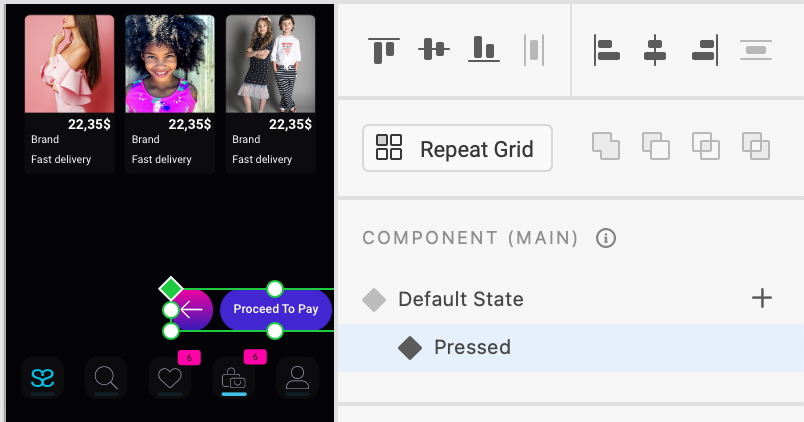 22,35$
Brand
Fast delivery
22,35$
Brand
Fast delivery
22,35$
Brand
Fast delivery
Proceed To Pay
6
6
Repeat Grid
COMPONENT (MAIN)
Default State
Pressed